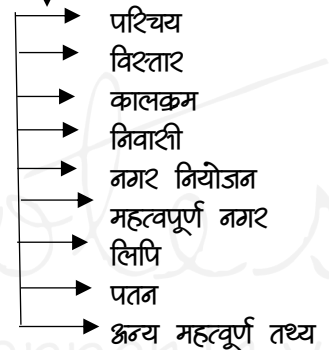 परिचय
विस्तार
कालक्रम
निवासी
नगर नियोजन
महत्वपूर्ण नगर
लिपि
पतन
अन्य महत्वूर्ण तथ्य